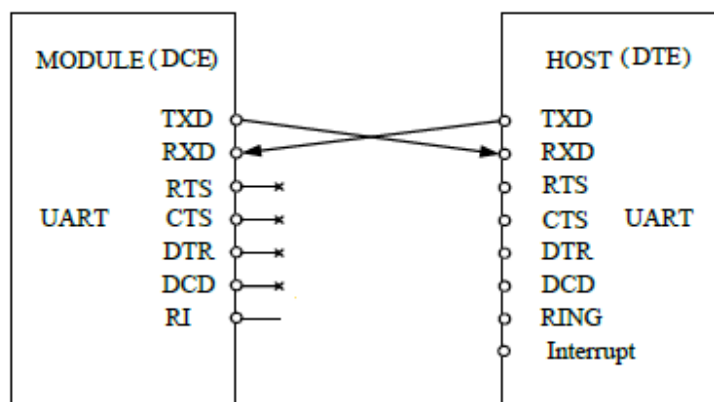 MODULE (DCE)
TXD
RXD
RTS
UART
CTS
DTR
DCD
RI
HOST (DTE)
TXD
RXD
RTS
CTS
UART
DTR
DCD
RING
Interrupt